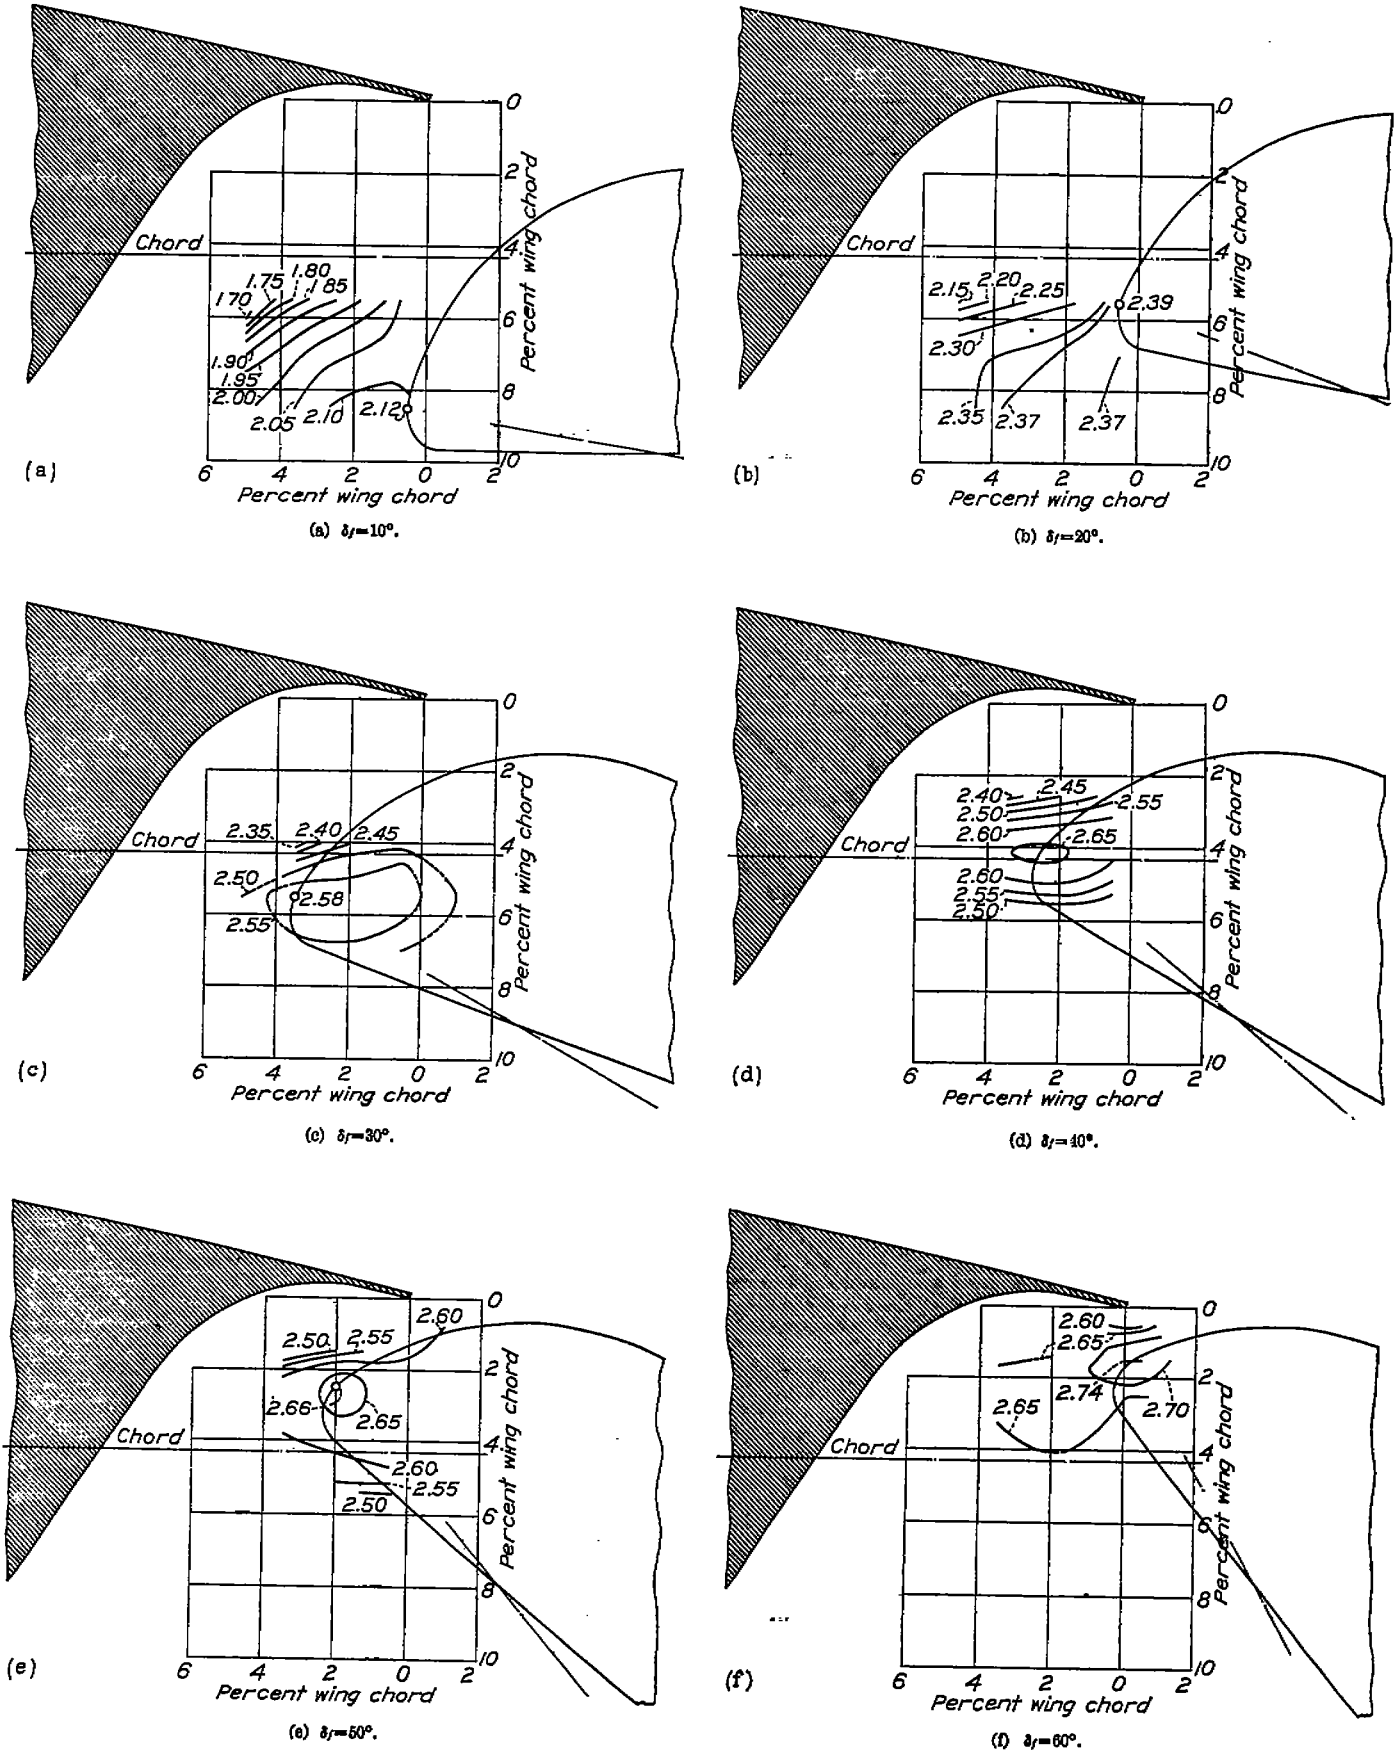 0
2
Chord
4
Percent wing chord
1.80
1.75
1.85
1.70
6
1.90
1.95
8
2.00
2.05
2.10
2.12
10
(a)
6 4 2 0 2
Percent wing chord
(a) δf=10°.
0
2
Chord
4
Percent wing chord
2.20
2.15
2.25
2.39
6
2.30
8
2.35
2.37
2.37
10
(b)
6 4 2 0 2
Percent wing chord
(b) δf=20°.
0
2
Chord
2.35
2.40
2.45
4
Percent wing chord
2.50
2.58
2.55
6
8
10
(c)
6 4 2 0 2
Percent wing chord
(c) δf=30°.
0
2
2.40
2.45
2.55
2.50
2.60
2.65
Chord
4
Percent wing chord
2.60
2.55
2.50
6
8
10
(d)
6 4 2 0 2
Percent wing chord
(d) δf=40°.
0
2.60
2.50
2.55
2
2.66
2.65
Chord
4
Percent wing chord
2.60
2.55
2.50
6
8
10
(e)
6 4 2 0 2
Percent wing chord
(e) δf=50°.
0
2.60
2.65
2
2.74
2.70
2.65
Chord
4
Percent wing chord
6
8
10
(f)
6 4 2 0 2
Percent wing chord
(f) δf=60°.